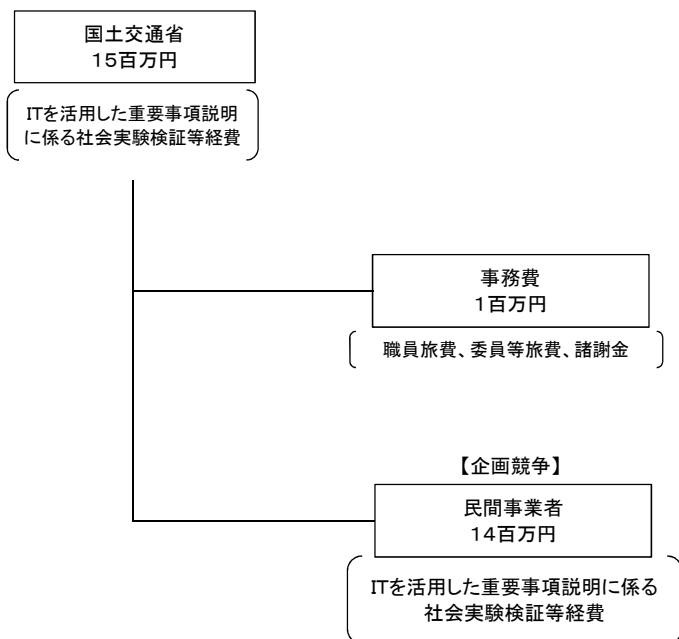 国土交通省
１５百万円
ITを活用した重要事項説明
に係る社会実験検証等経費
事務費
１百万円
職員旅費、委員等旅費、諸謝金
【企画競争】
民間事業者
１４百万円
ITを活用した重要事項説明に係る
社会実験検証等経費